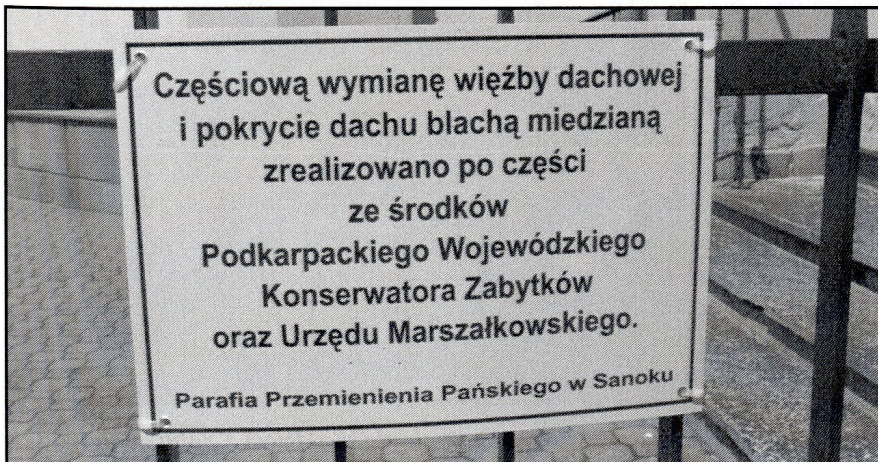 Częściową wymianę więźby dachowej
i pokrycie dachu blachą miedzianą
zrealizowano po części
ze środków
Podkarpackiego Wojewódzkiego
Konserwatora Zabytków
oraz Urzędu Marszałkowskiego.
Parafia Przemienienia Pańskiego w Sanoku